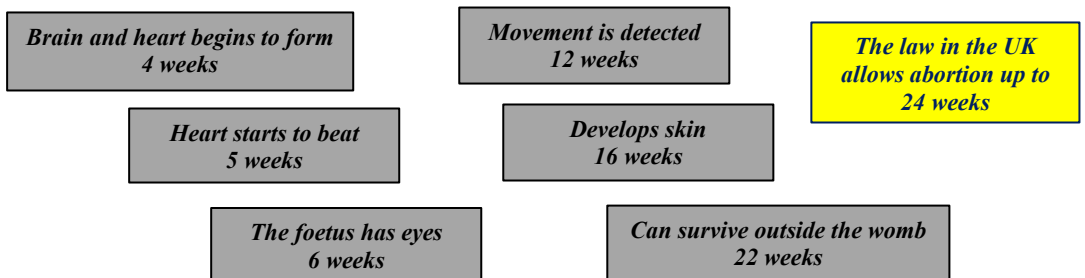 Brain and heart begins to form
4 weeks
Movement is detected
12 weeks
The law in the UK
allows abortion up to
24 weeks
Heart starts to beat
5 weeks
Develops skin
16 weeks
The foetus has eyes
6 weeks
Can survive outside the womb
22 weeks